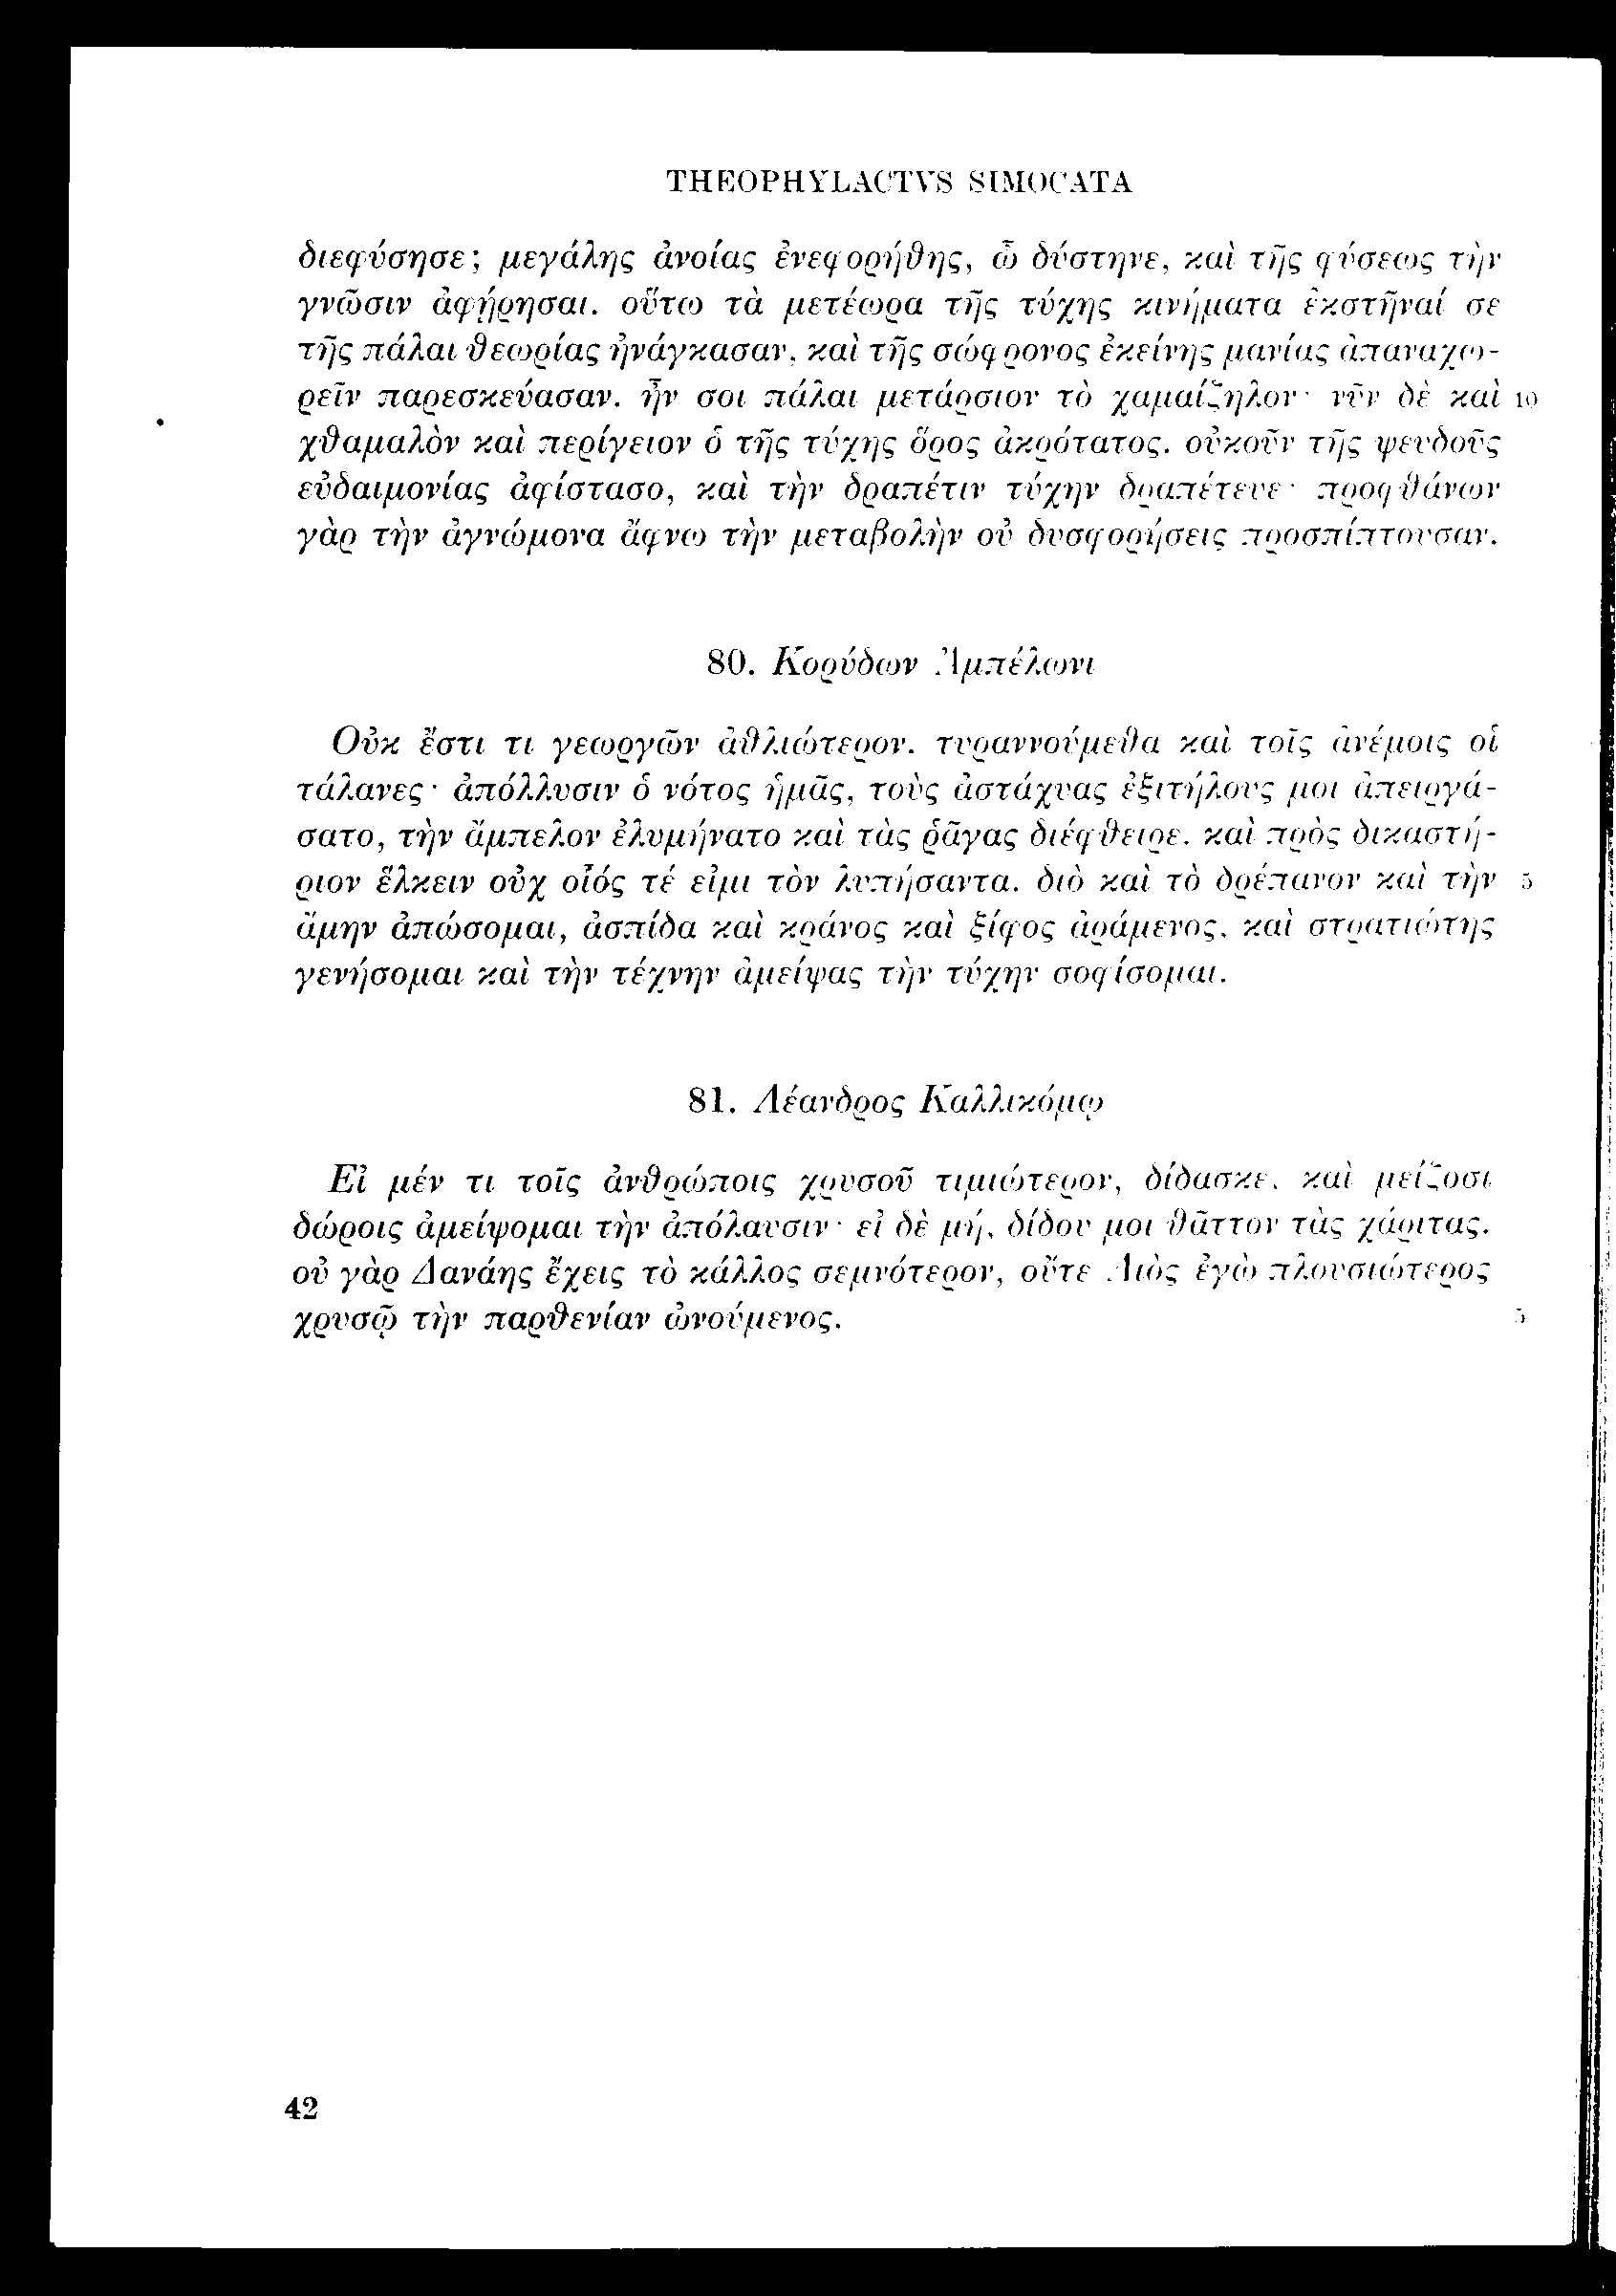 THEOPHYLACTVS SIMOCATA
διεφύσησε; μεγάλης ἀνοίας ἐνεφορήθης, ὦ δύστηνε, καὶ τῆς φύσεως τὴν
γνῶσιν ἀφῄρησαι. οὕτω τὰ μετέωρα τῆς τύχης κινήματα ἐκστῆναί σε
τῆς πάλαι θεωρίας ἠνάγκασαν, καὶ τῆς σώφρονος ἐκείνης μανίας ἀπαναχω-
ρεῖν παρεσκεύασαν. ἦν σοι πάλαι μετάρσιον τὸ χαμαίζηλον· νῦν δὲ καὶ 10
χθαμαλὸν καὶ περίγειον ὁ τῆς τύχης ὅρος ἀκρότατος. οὐκοῦν τῆς ψευδοῦς
εὐδαιμονίας ἀφίστασο, καὶ τὴν δραπέτιν τύχην δραπέτευε· προφθάνων
γὰρ τὴν ἀγνώμονα ἄφνω τὴν μεταβολὴν οὐ δυσφορήσεις προσπίπτουσαν.
80. Κορύδων Ἀμπέλωνι
Οὐκ ἔστι τι γεωργῶν ἀθλιώτερον. τυραννούμεθα καὶ τοῖς ἀνέμοις οἱ
τάλανες· ἀπόλλυσιν ὁ νότος ἡμᾶς, τοὺς ἀστάχυας ἐξιτήλους μοι ἀπειργά-
σατο, τὴν ἄμπελον ἐλυμήνατο καὶ τὰς ῥᾶγας διέφθειρε. καὶ πρὸς δικαστή-
ριον ἕλκειν οὐχ οἷός τέ εἰμι τὸν λυπήσαντα. διὸ καὶ τὸ δρέπανον καὶ τὴν 5
ἄμην ἀπώσομαι, ἀσπίδα καὶ κράνος καὶ ξίφος ἀράμενος, καὶ στρατιώτης
γενήσομαι καὶ τὴν τέχνην ἀμείψας τὴν τύχην σοφίσομαι.
81. Λέανδρος Καλλικόμῳ
Εἰ μέν τι τοῖς ἀνθρώποις χρυσοῦ τιμιώτερον, δίδασκε, καὶ μείζοσι
δώροις ἀμείψομαι τὴν ἀπόλαυσιν· εἰ δὲ μή, δίδου μοι θᾶττον τὰς χάριτας.
οὐ γὰρ Δανάης ἔχεις τὸ κάλλος σεμνότερον, οὔτε Διὸς ἐγὼ πλουσιώτερος
χρυσῷ τὴν παρθενίαν ὠνούμενος. 5
42